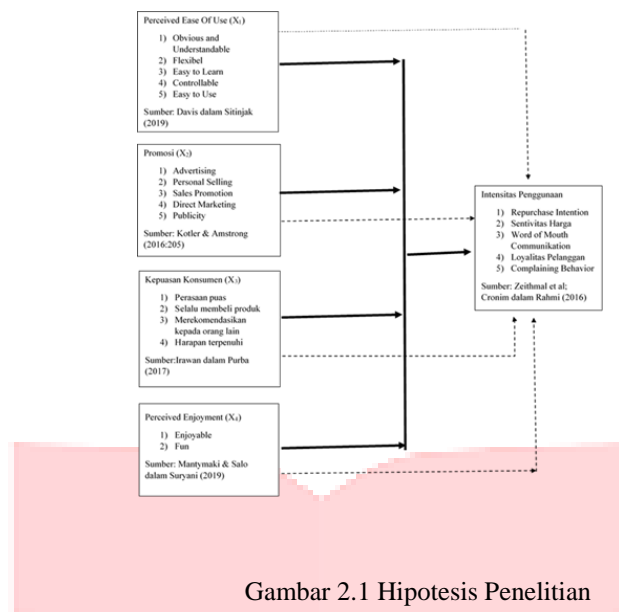 Perceived Ease Of Use (X₁)
1) Obvious and
Understandable
2) Flexibel
3) Easy to Learn
4) Controllable
5) Easy to Use
Sumber: Davis dalam Sitinjak
(2019)
Promosi (X₂)
1) Advertising
2) Personal Selling
3) Sales Promotion
4) Direct Marketing
5) Publicity
Sumber: Kotler & Amstrong
(2016:205)
Kepuasan Konsumen (X₃)
1) Perasaan puas
2) Selalu membeli produk
3) Merekomendasikan
kepada orang lain
4) Harapan terpenuhi
Sumber:Irawan dalam Purba
(2017)
Perceived Enjoyment (X₄)
1) Enjoyable
2) Fun
Sumber: Mantymaki & Salo
dalam Suryani (2019)
Intensitas Penggunaan
1) Repurchase Intention
2) Sentivitas Harga
3) Word of Mouth
Communikation
4) Loyalitas Pelanggan
5) Complaining Behavior
Sumber: Zeithmal et al;
Cronim dalam Rahmi (2016)
Gambar 2.1 Hipotesis Penelitian